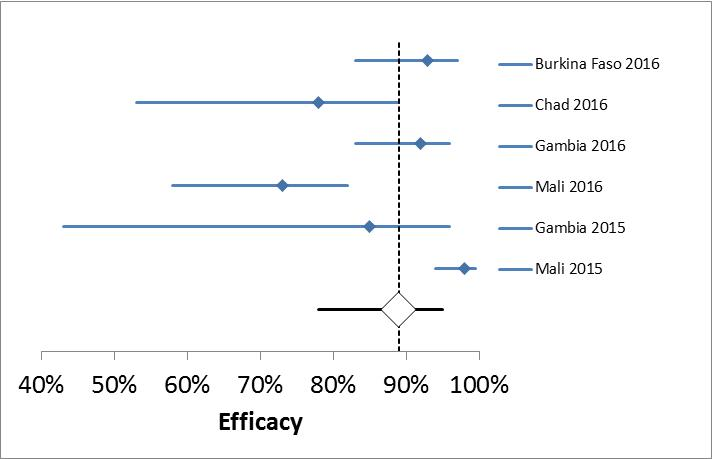 Burkina Faso 2016
Chad 2016
Gambia 2016
Mali 2016
Gambia 2015
Mali 2015
40% 50% 60% 70% 80% 90% 100%
Efficacy